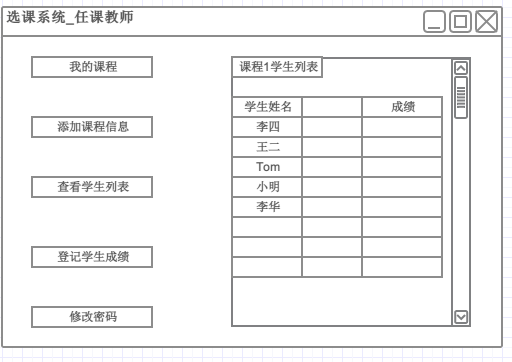 选课系统_任课教师
我的课程
添加课程信息
查看学生列表
登记学生成绩
修改密码
课程1学生列表
学生姓名 成绩
李四
王二
Tom
小明
李华